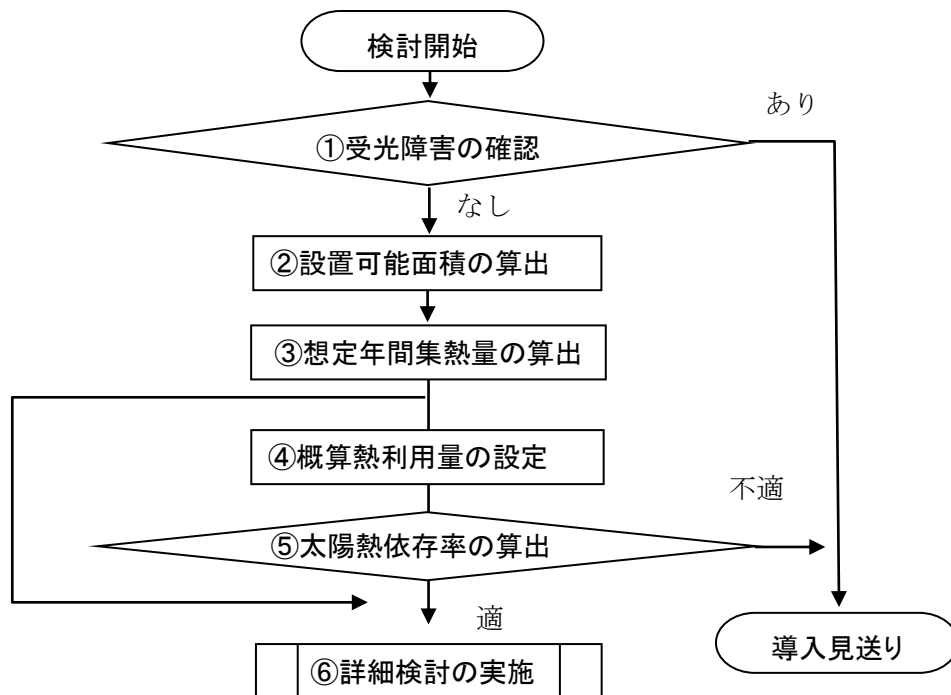 検討開始
あり
①受光障害の確認
なし
②設置可能面積の算出
③想定年間集熱量の算出
④概算熱利用量の設定
不適
⑤太陽熱依存率の算出
適
導入見送り
⑥詳細検討の実施